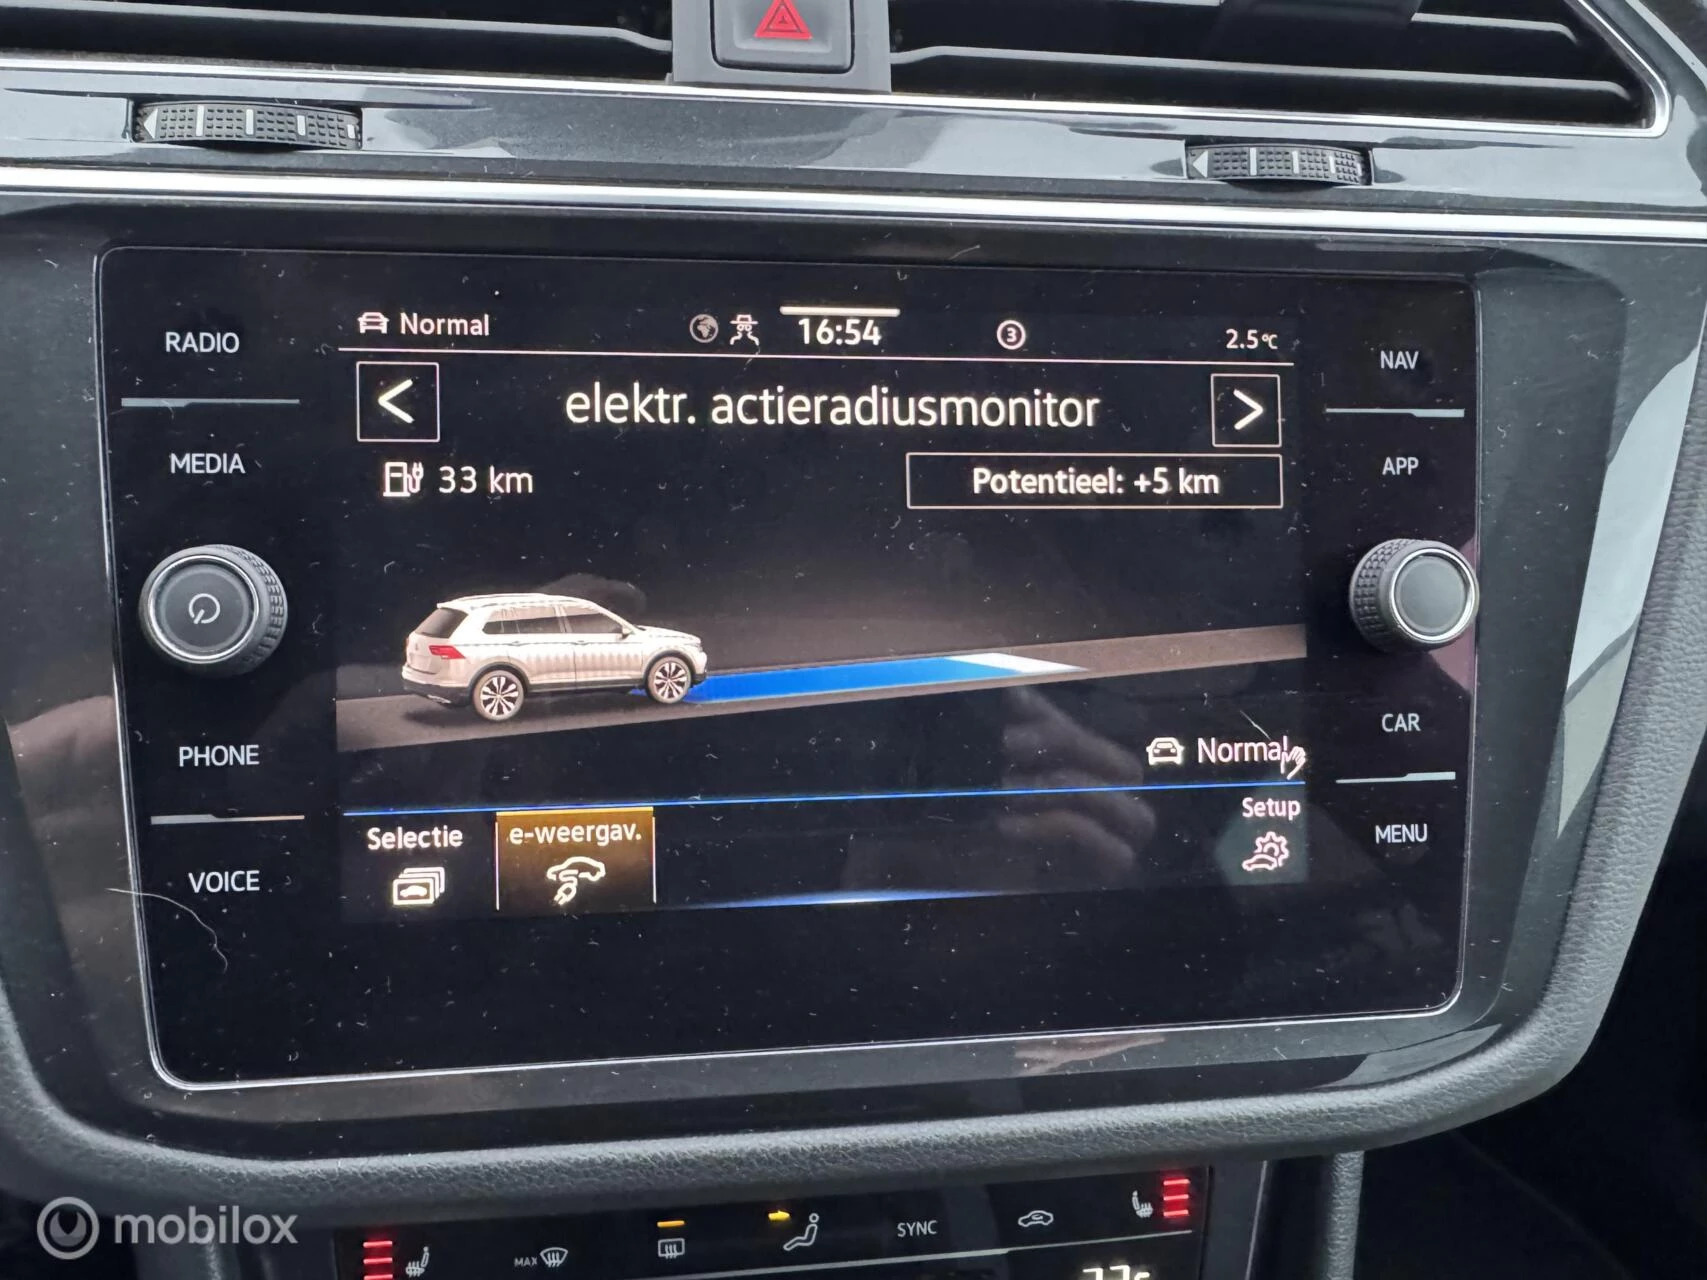 RADIO
MEDIA
PHONE
VOICE
Normal
16:54
3
2.5°C
elektr. actieradiusmonitor
33 km
Potentieel: +5 km
Normal
Selectie
e-weergav.
Setup
NAV
APP
CAR
MENU
MAX
SYNC
mobilox